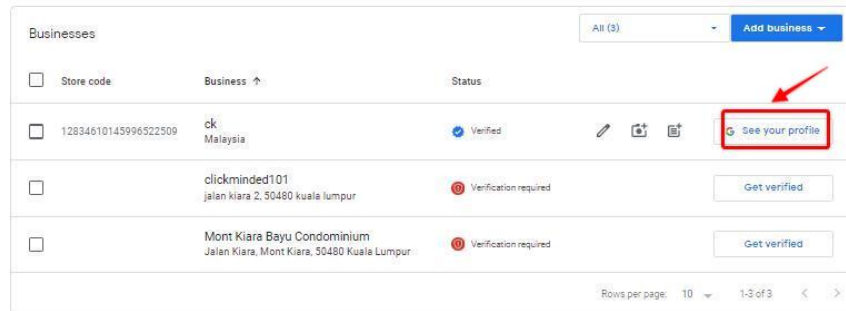 Businesses
All (3)
Add business
Store code
Business
Status
12834610145996522509
ck
Malaysia
Verified
See your profile
clickminded101
jalan kiara 2, 50480 kuala lumpur
Verification required
Get verified
Mont Kiara Bayu Condominium
Jalan Kiara, Mont Kiara, 50480 Kuala Lumpur
Verification required
Get verified
Rows per page: 10
1-3 of 3